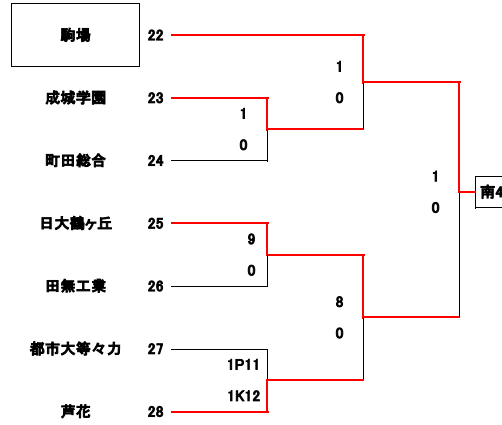 駒場 22
1
0
成城学園 23
1
0
町田総合 24
1
0
南4
日大鶴ヶ丘 25
9
0
田無工業 26
8
0
都市大等々力 27
1P11
1K12
芦花 28